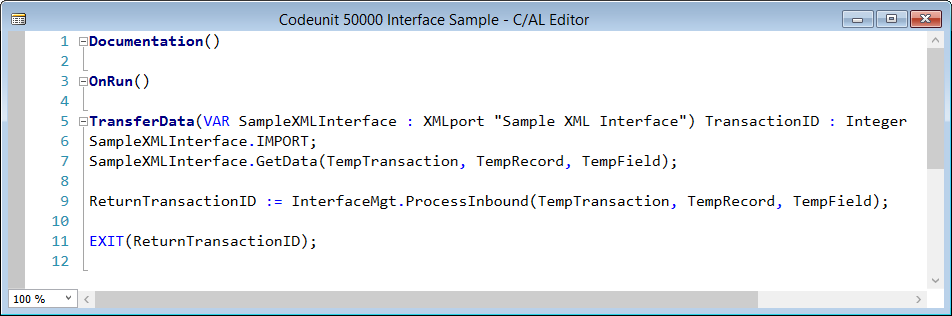 Codeunit 50000 Interface Sample - C/AL Editor
1 Documentation()
2
3 OnRun()
4
5 TransferData(VAR SampleXMLInterface : XMLport "Sample XML Interface") TransactionID : Integer
6 SampleXMLInterface.IMPORT;
7 SampleXMLInterface.GetData(TempTransaction, TempRecord, TempField);
8
9 ReturnTransactionID := InterfaceMgt.ProcessInbound(TempTransaction, TempRecord, TempField);
10
11 EXIT(ReturnTransactionID);
12
100 %